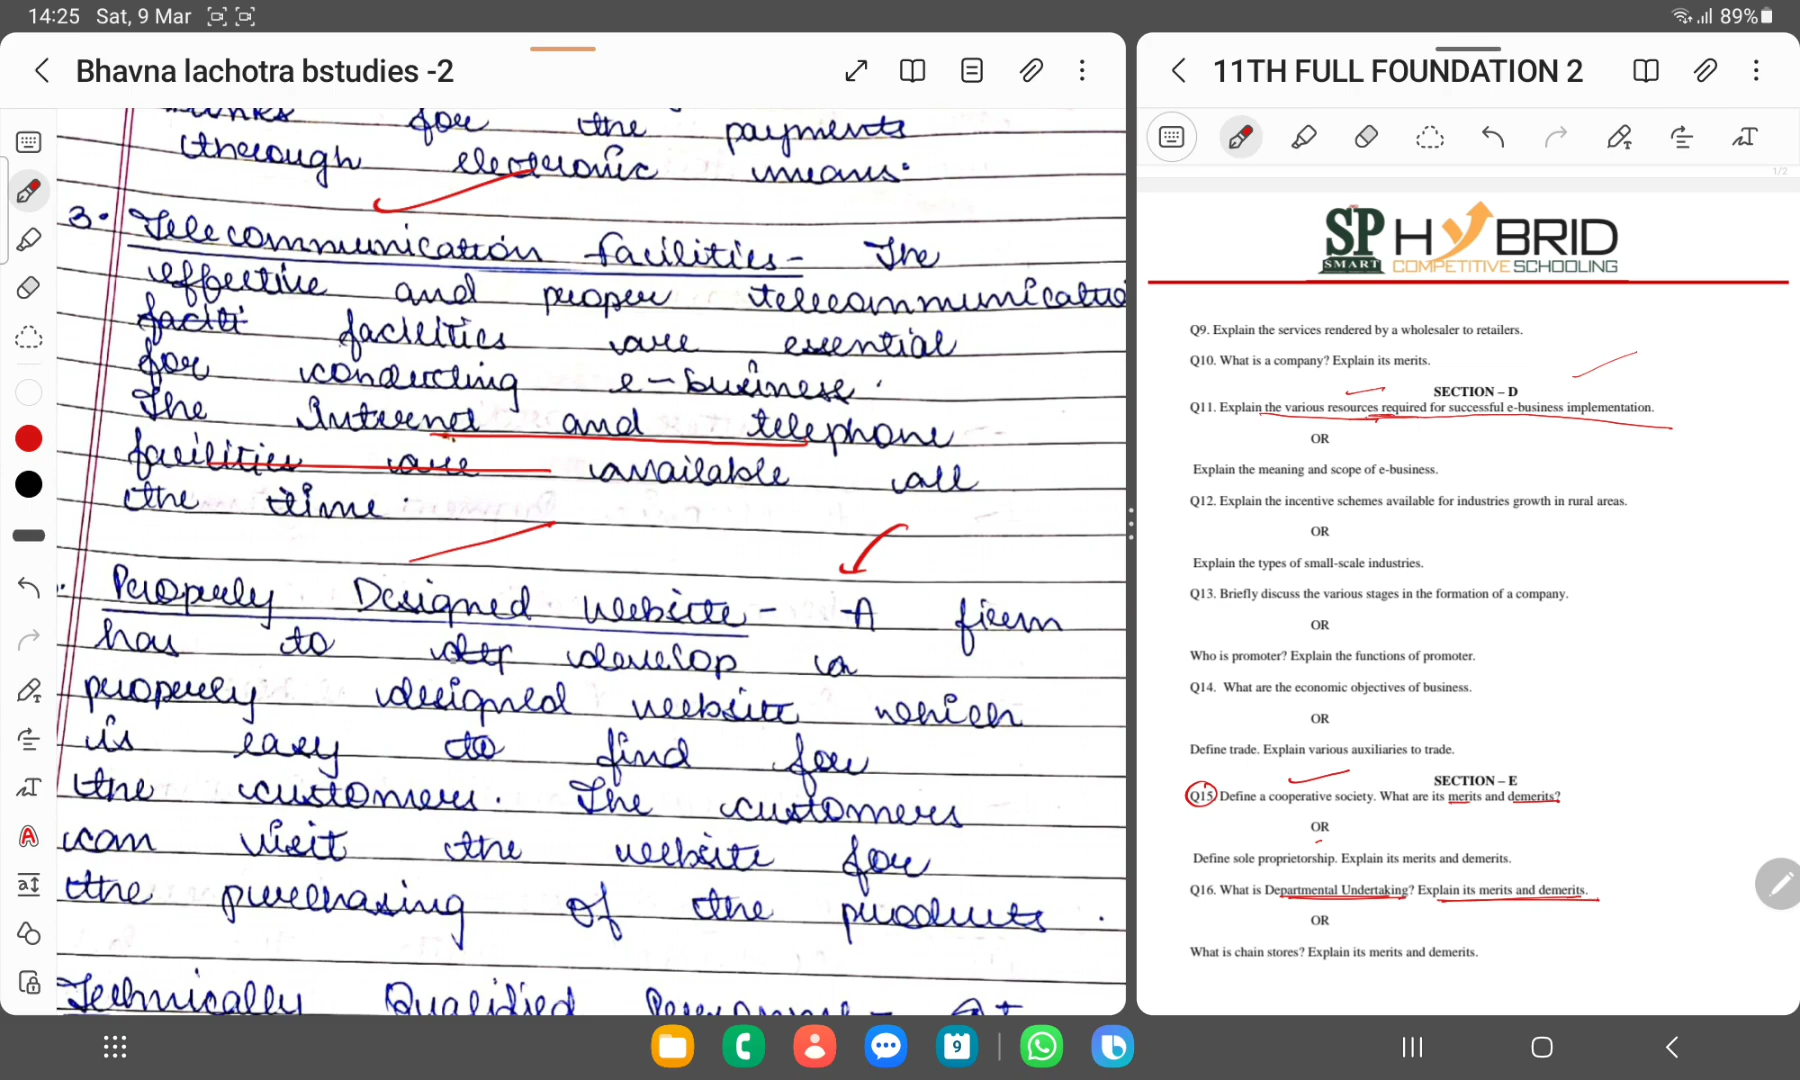 14:25 Sat, 9 Mar
89%
Bhavna lachotra bstudies -2
for the payments
through electronic means.
3. Telecommunication facilities - The
effective and proper telecommunicatio
faciti facilities are essential
for conducting e-business.
The Internet and telephone
facilities are available all
the time.
Properly Designed Website - A firm
has to develop a
properly designed website which
is easy to find for
the customers. The customers
can visit the website for
the purchasing of the products.
Technically Qualified
11TH FULL FOUNDATION 2
1/2
SP HYBRID
SMART COMPETITIVE SCHOOLING
Q9. Explain the services rendered by a wholesaler to retailers.
Q10. What is a company? Explain its merits.
SECTION – D
Q11. Explain the various resources required for successful e-business implementation.
OR
Explain the meaning and scope of e-business.
Q12. Explain the incentive schemes available for industries growth in rural areas.
OR
Explain the types of small-scale industries.
Q13. Briefly discuss the various stages in the formation of a company.
OR
Who is promoter? Explain the functions of promoter.
Q14. What are the economic objectives of business.
OR
Define trade. Explain various auxiliaries to trade.
SECTION – E
Q15. Define a cooperative society. What are its merits and demerits?
OR
Define sole proprietorship. Explain its merits and demerits.
Q16. What is Departmental Undertaking? Explain its merits and demerits.
OR
What is chain stores? Explain its merits and demerits.
9